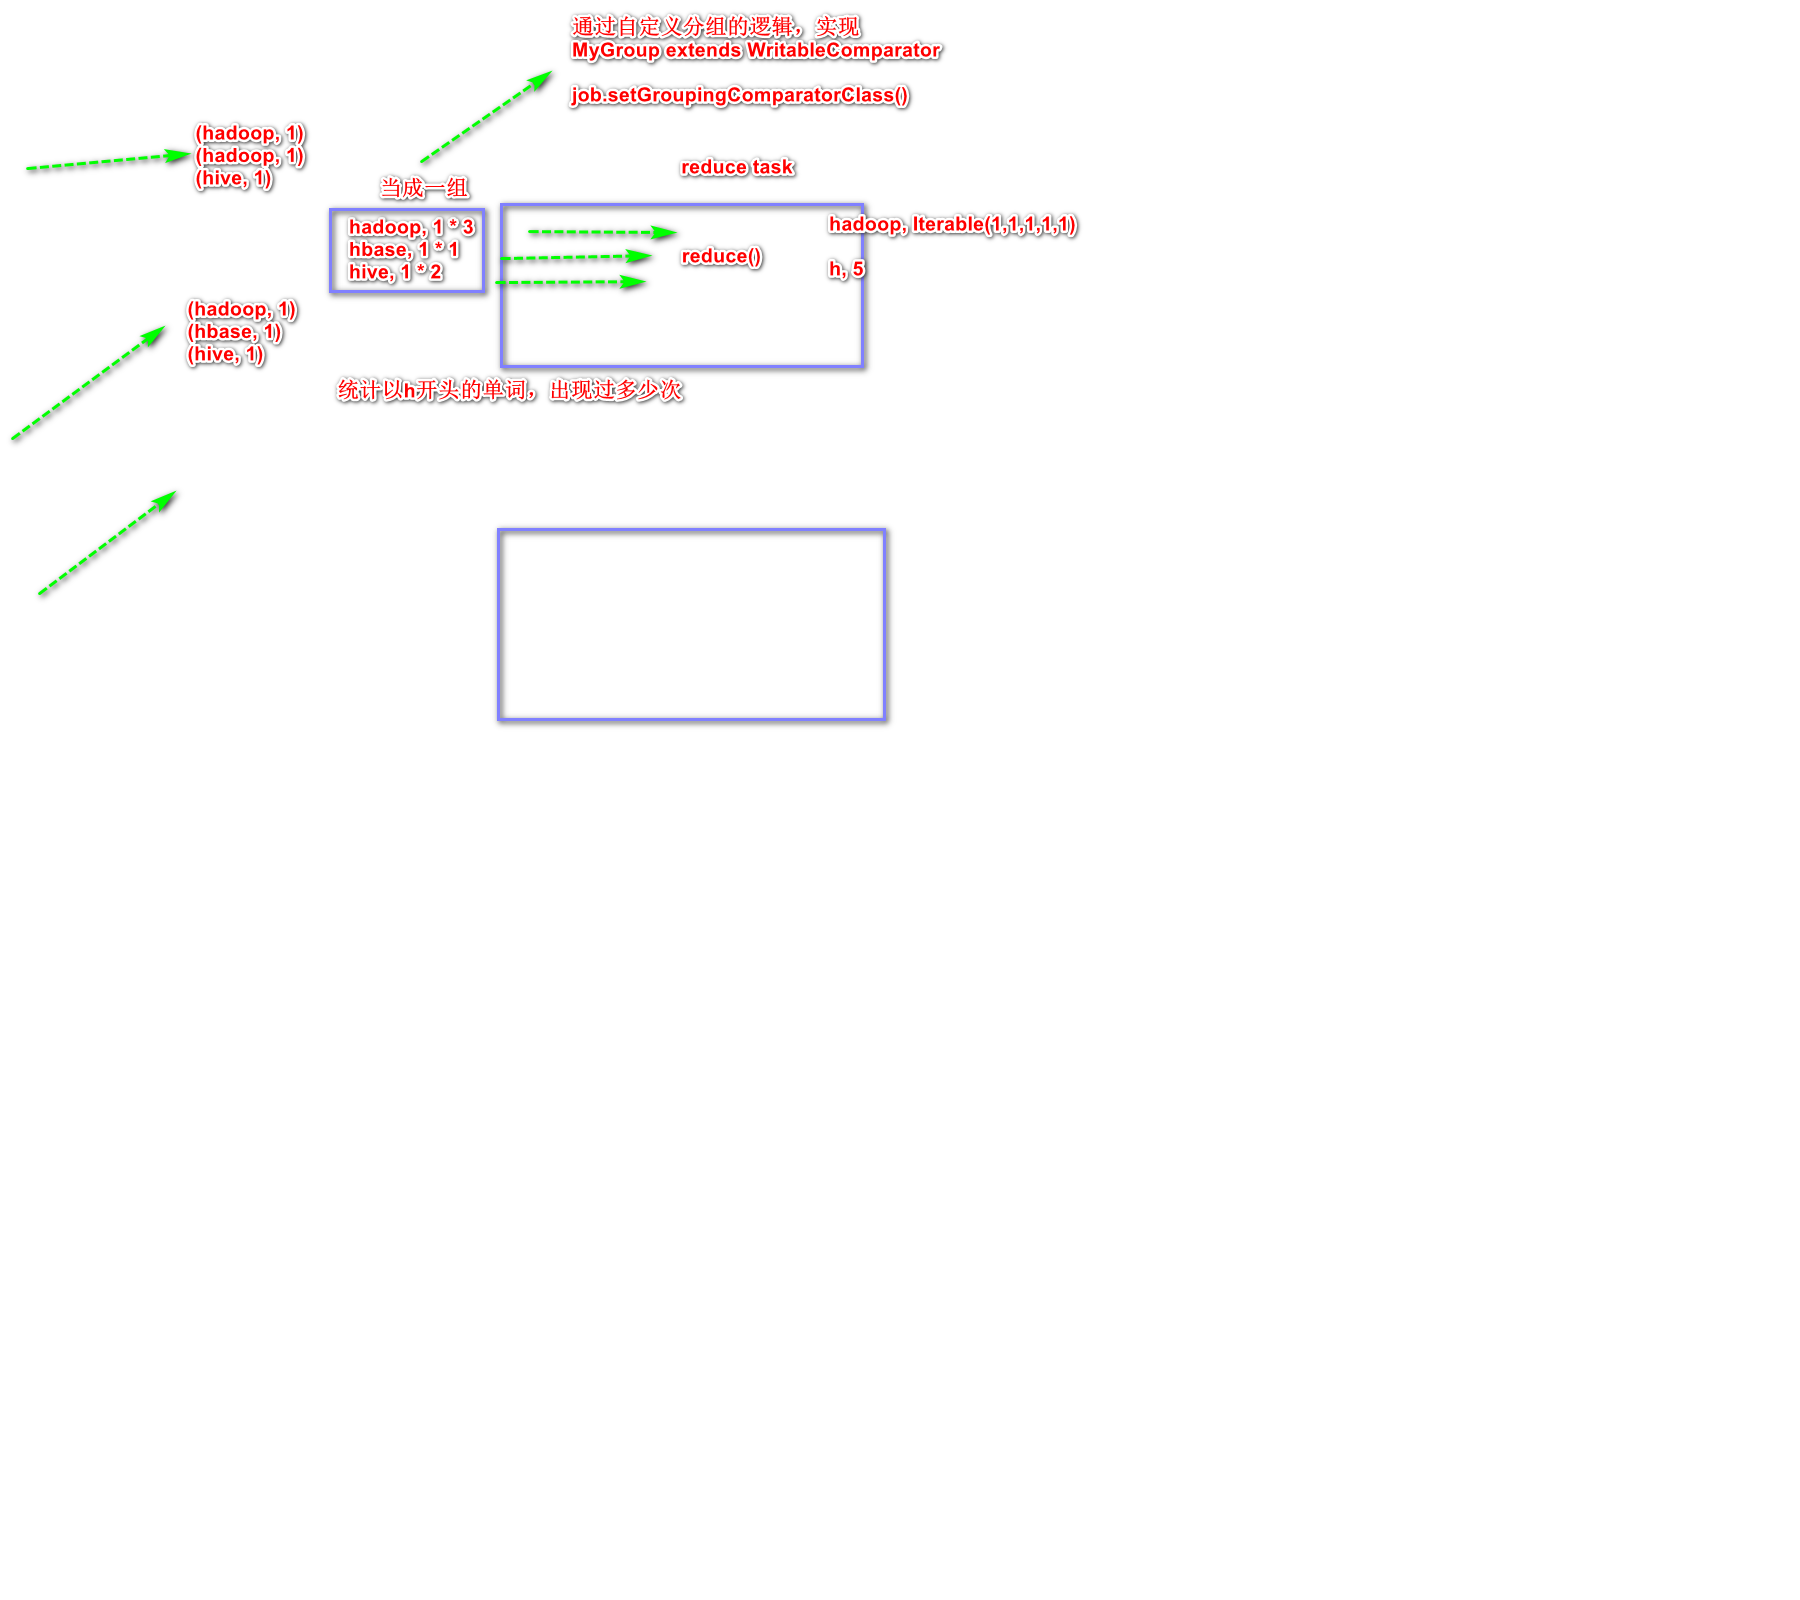 通过自定义分组的逻辑，实现
MyGroup extends WritableComparator
job.setGroupingComparatorClass()
(hadoop, 1)
(hadoop, 1)
(hive, 1)
reduce task
当成一组
hadoop, 1 * 3
hbase, 1 * 1
hive, 1 * 2
hadoop, Iterable(1,1,1,1,1)
reduce()
h, 5
(hadoop, 1)
(hbase, 1)
(hive, 1)
统计以h开头的单词，出现过多少次